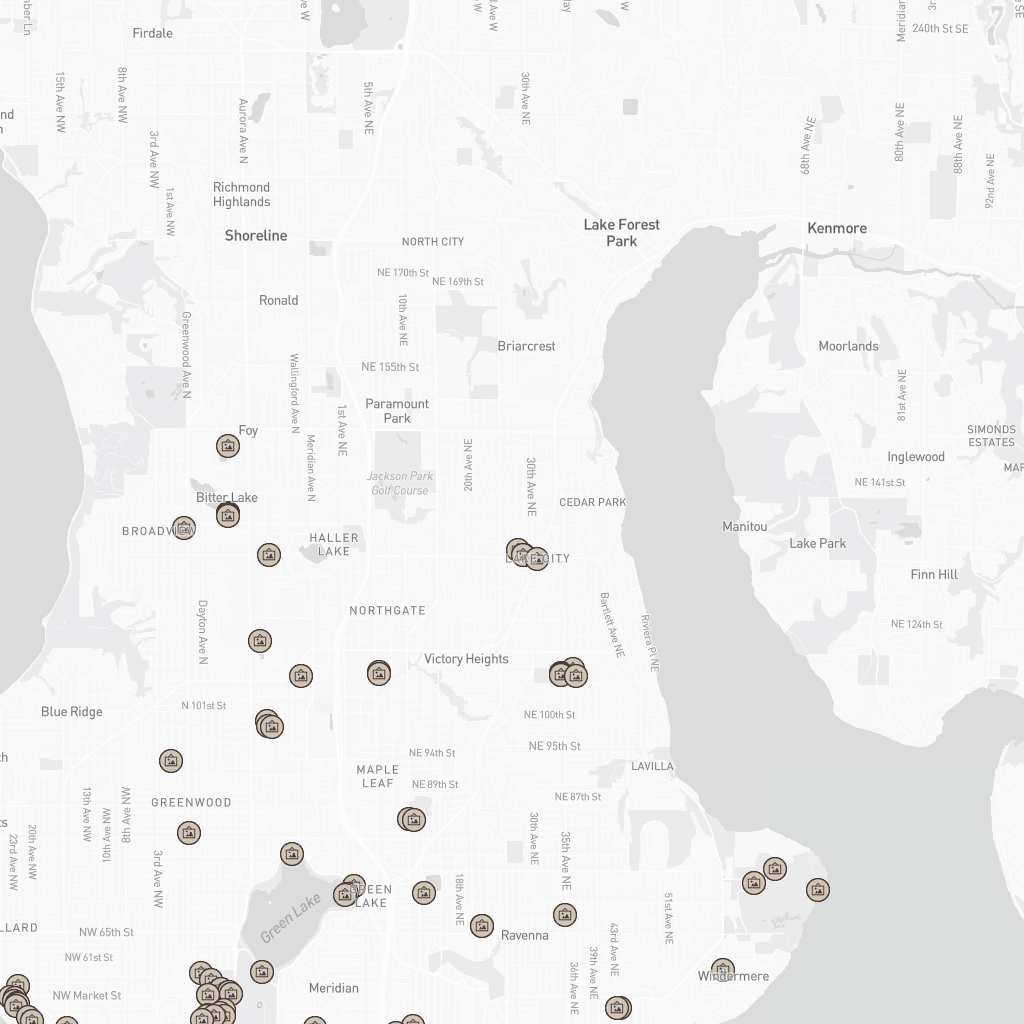 Firdale
240th St SE
15th Ave NW
8th Ave NW
Aurora Ave N
5th Ave NE
30th Ave NE
68th Ave NE
80th Ave NE
88th Ave NE
92nd Ave NE
3rd Ave NW
1st Ave NW
Richmond
Highlands
Shoreline
NORTH CITY
Lake Forest
Park
Kenmore
NE 170th St
NE 169th St
Ronald
10th Ave NE
Greenwood Ave N
Briarcrest
Moorlands
NE 155th St
Wallingford Ave N
Paramount
Park
1st Ave NE
81st Ave NE
Foy
Meridian Ave N
20th Ave NE
30th Ave NE
SIMONDS
ESTATES
Inglewood
Jackson Park
Golf Course
NE 141st St
Bitter Lake
CEDAR PARK
BROADVIEW
HALLER
LAKE
Manitou
Lake Park
LAKE CITY
Finn Hill
Dayton Ave N
NORTHGATE
Bartlett Ave NE
Riviera Pl NE
NE 124th St
Victory Heights
Blue Ridge
N 101st St
NE 100th St
NE 95th St
NE 94th St
LAVILLA
MAPLE
LEAF
NE 89th St
NE 87th St
GREENWOOD
13th Ave NW
10th Ave NW
8th Ave NW
20th Ave NW
23rd Ave NW
3rd Ave NW
30th Ave NE
35th Ave NE
GREEN
LAKE
Green Lake
18th Ave NE
51st Ave NE
NW 65th St
Ravenna
43rd Ave NE
39th Ave NE
36th Ave NE
NW 61st St
Windermere
Meridian
NW Market St